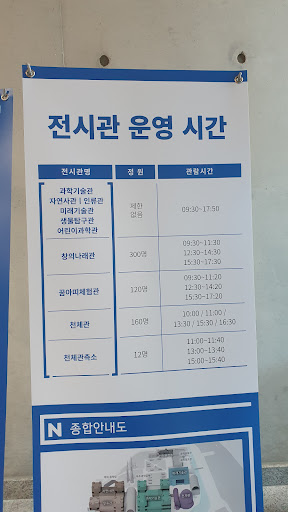 전시관 운영 시간
전시관명 정 원 관람시간
과학기술관
자연사관 | 인류관
미래기술관
생물탐구관
어린이과학관
제한
없음
09:30~17:50
창의나래관 300명
09:30~11:30
12:30~14:30
15:30~17:30
꿈아띠체험관 120명
09:30~11:20
12:30~14:20
15:30~17:20
천체관 160명
10:00 / 11:00 /
13:30 / 15:30 / 16:30
천체관측소 12명
11:00~11:40
13:00~13:40
15:00~15:40
N 종합안내도